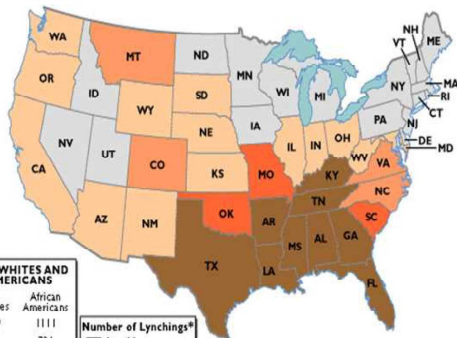 WA
MT
ND
OR
ID
WY
SD
MN
WI
MI
NH
VT
ME
NY
MA
RI
CT
PA
NJ
DE
MD
NV
UT
CO
NE
IA
IL
IN
OH
WV
VA
CA
AZ
NM
KS
MO
KY
NC
OK
AR
TN
SC
TX
LA
MS
AL
GA
FL
WHITES AND
African
Americans
1111
Number of Lynchings*